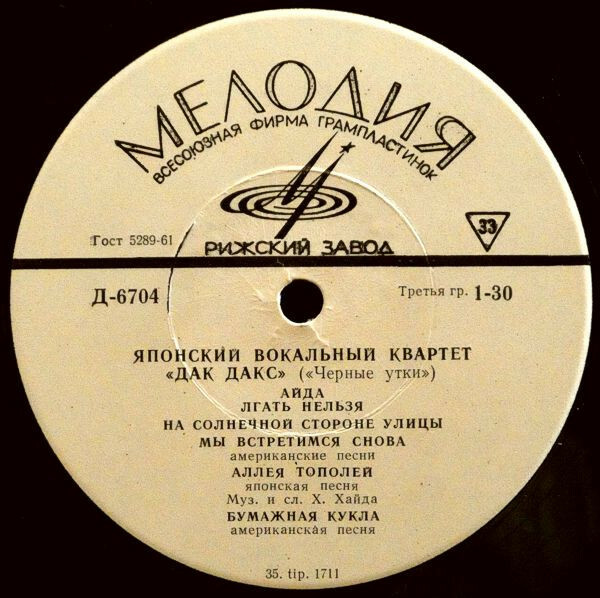 МЕЛОДИЯ
ВСЕСОЮЗНАЯ ФИРМА ГРАМПЛАСТИНОК
Гост 5289-61
33
РИЖСКИЙ ЗАВОД
Д-6704
Третья гр. 1-30
ЯПОНСКИЙ ВОКАЛЬНЫЙ КВАРТЕТ
«ДАК ДАКС» («Черные утки»)
АЙДА
ЛГАТЬ НЕЛЬЗЯ
НА СОЛНЕЧНОЙ СТОРОНЕ УЛИЦЫ
МЫ ВСТРЕТИМСЯ СНОВА
американские песни
АЛЛЕЯ ТОПОЛЕЙ
японская песня
Муз. и сл. Х. Хайда
БУМАЖНАЯ КУКЛА
американская песня
35. tip. 1711